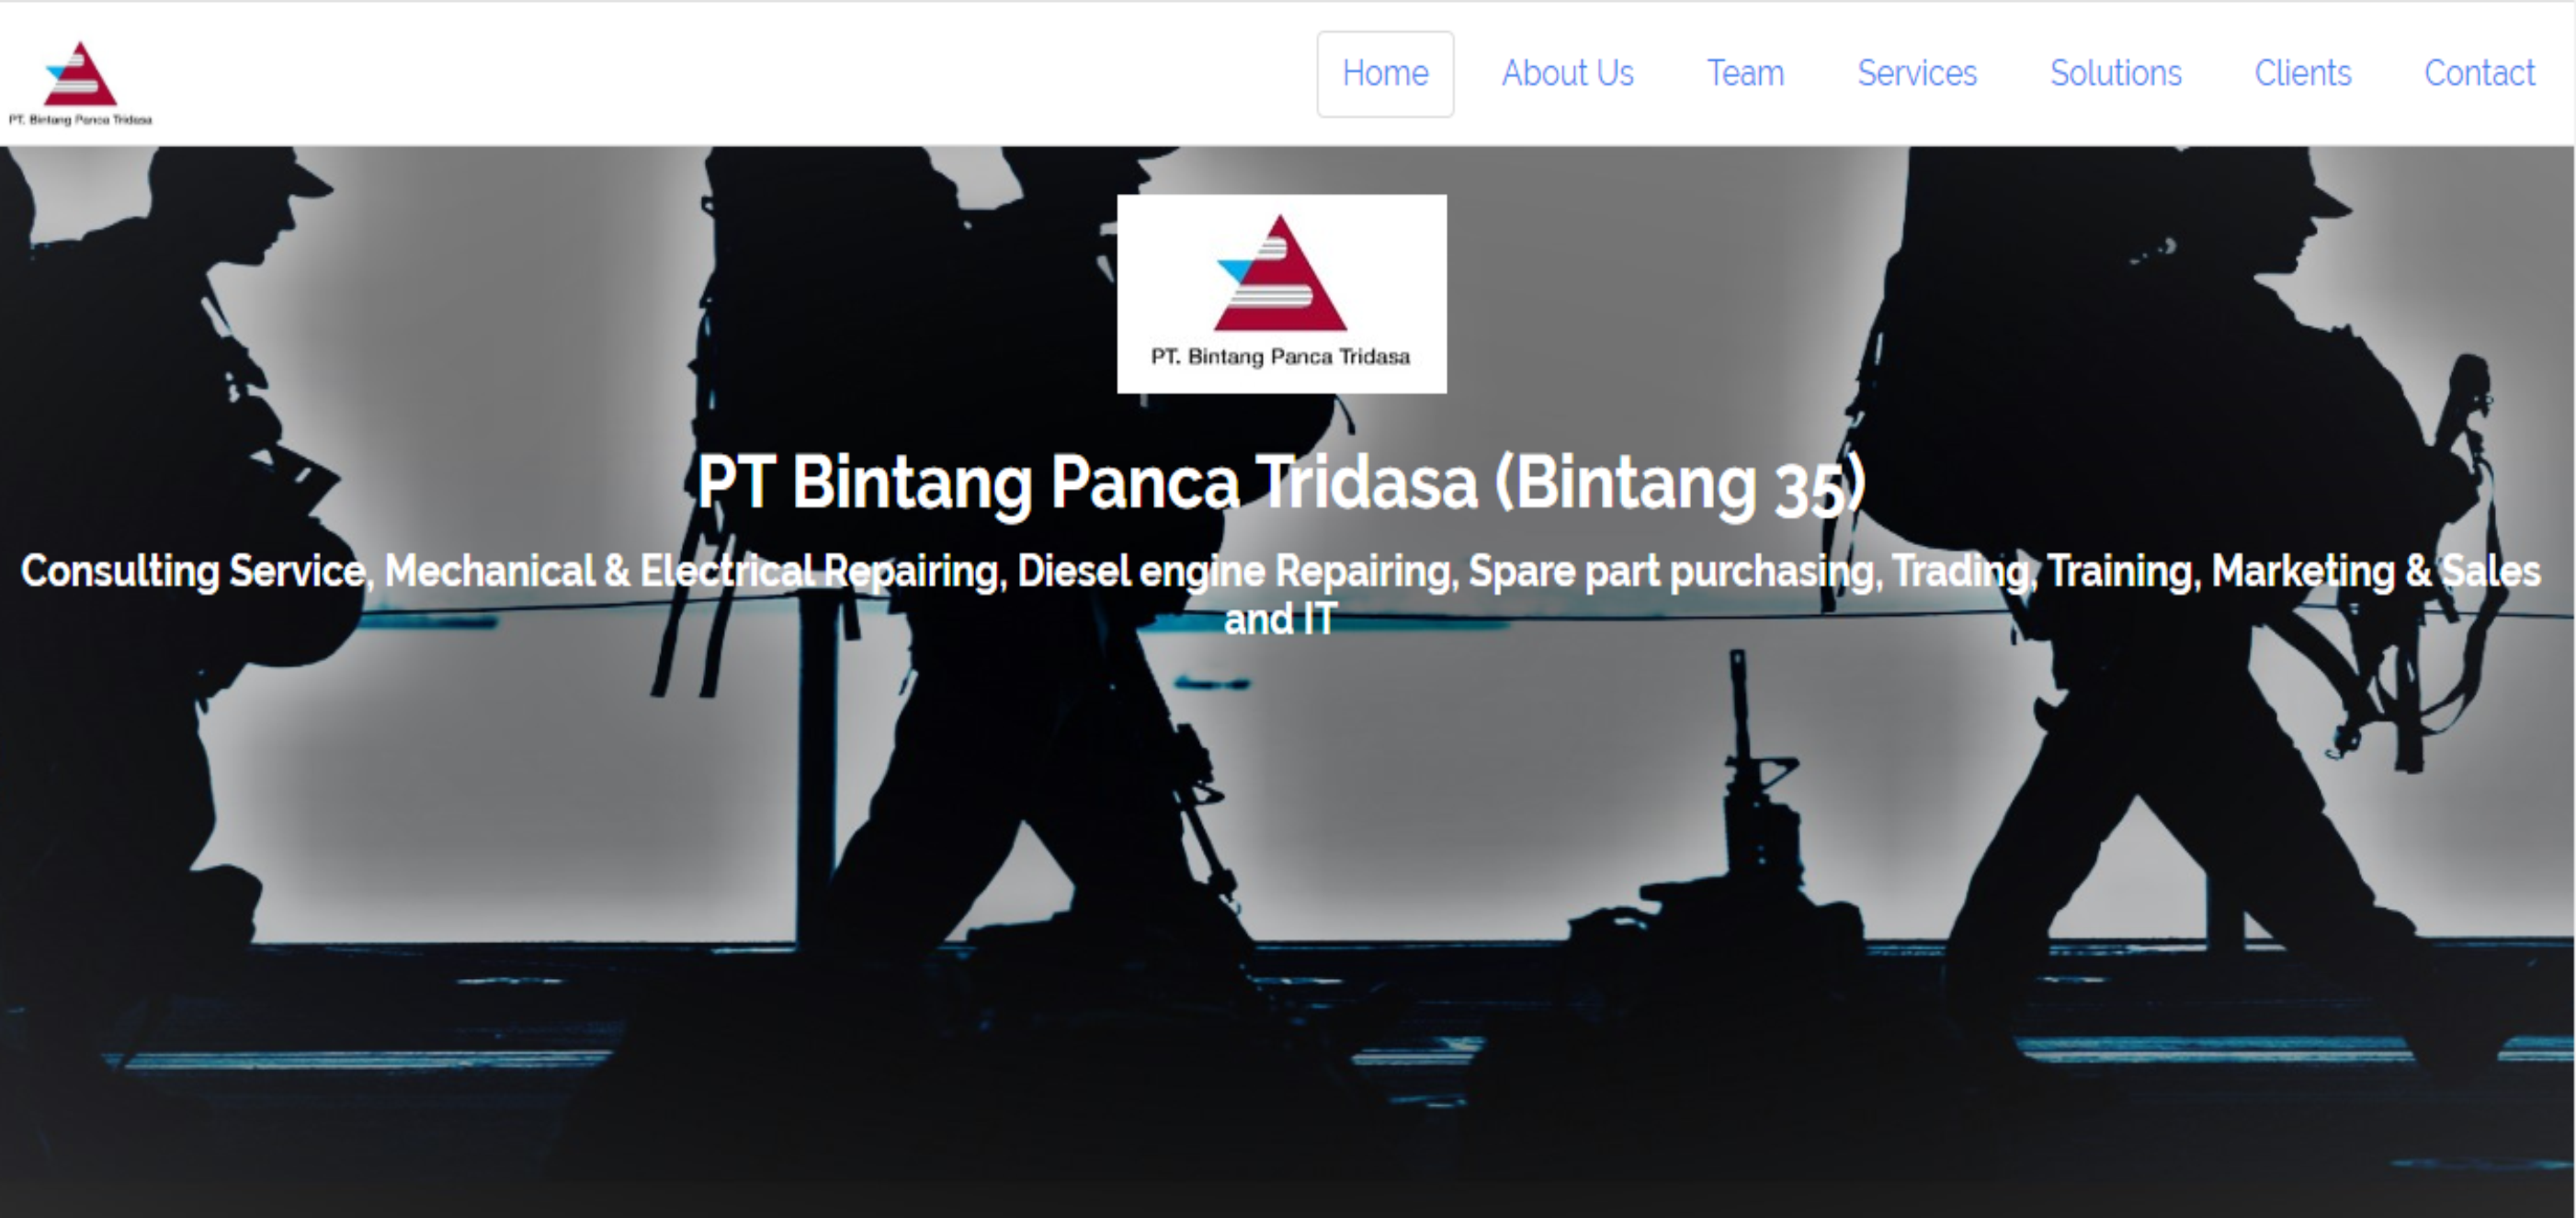 PT. Bintang Panca Tridasa
Home
About Us
Team
Services
Solutions
Clients
Contact
PT. Bintang Panca Tridasa
PT Bintang Panca Tridasa (Bintang 35)
Consulting Service, Mechanical & Electrical Repairing, Diesel engine Repairing, Spare part purchasing, Trading, Training, Marketing & Sales
and IT